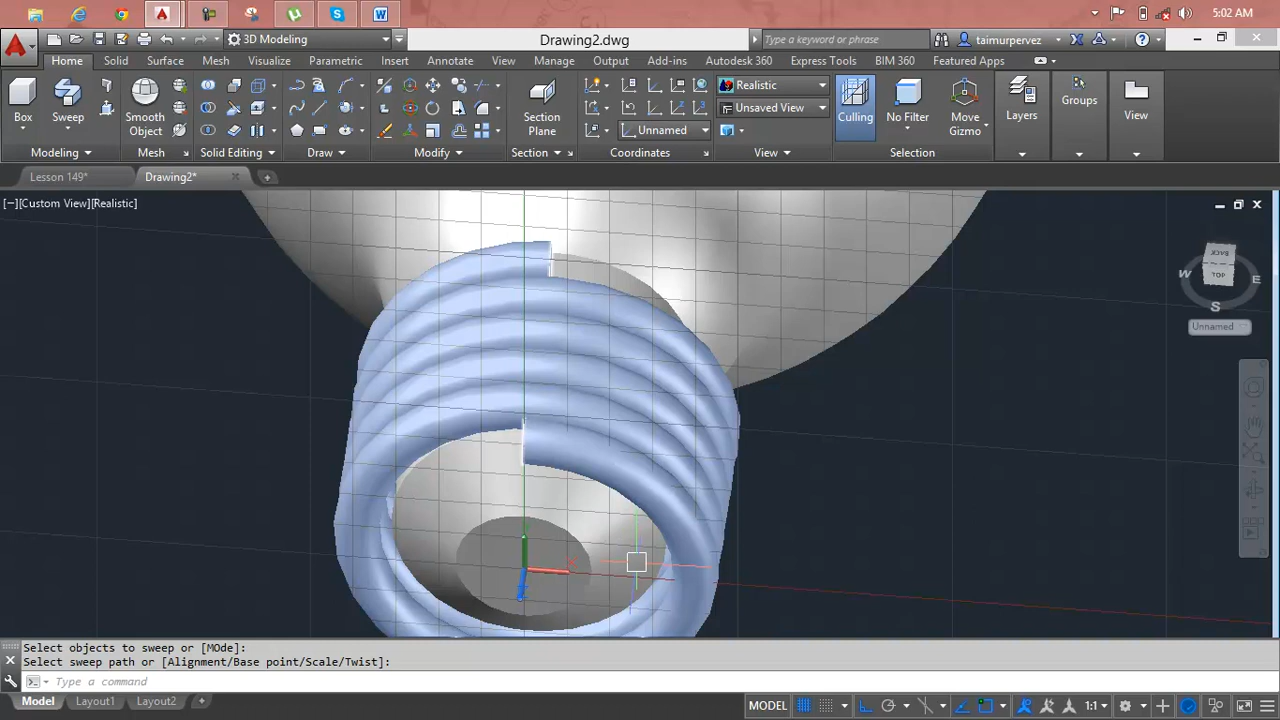 5:02 AM
3D Modeling
Drawing2.dwg
Type a keyword or phrase
taimurpervez
Home Solid Surface Mesh Visualize Parametric Insert Annotate View Manage Output Add-ins Autodesk 360 Express Tools BIM 360 Featured Apps
Realistic
Unsaved View
Unnamed
Box
Sweep
Smooth
Object
Section
Plane
Culling
No Filter
Move
Gizmo
Layers
Groups
View
Modeling
Mesh
Solid Editing
Draw
Modify
Section
Coordinates
View
Selection
Lesson 149*
Drawing2*
[−][Custom View][Realistic]
BACK
TOP
W
E
S
Unnamed
Select objects to sweep or [MOde]:
Select sweep path or [Alignment/Base point/Scale/Twist]:
Type a command
Model Layout1 Layout2
MODEL
1:1